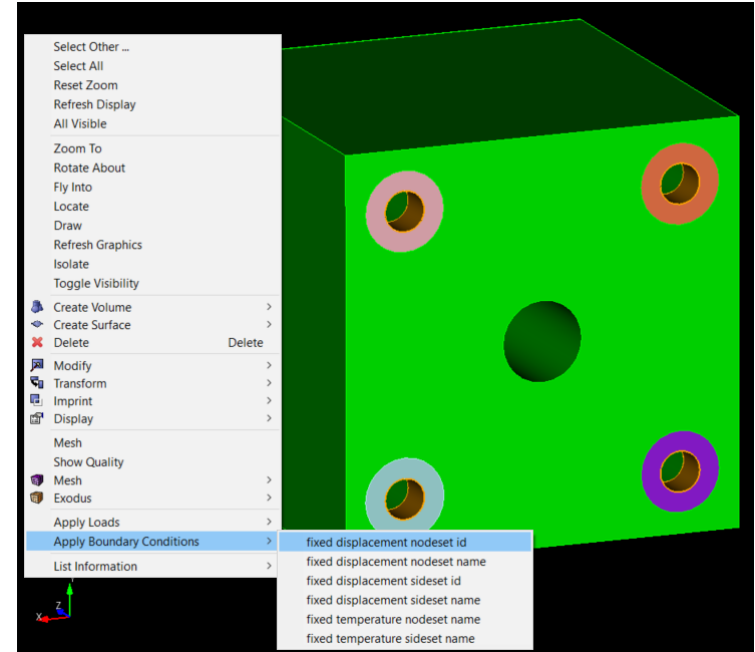 Select Other ...
Select All
Reset Zoom
Refresh Display
All Visible
Zoom To
Rotate About
Fly Into
Locate
Draw
Refresh Graphics
Isolate
Toggle Visibility
Create Volume >
Create Surface >
Delete Delete
Modify >
Transform >
Imprint >
Display >
Mesh
Show Quality
Mesh >
Exodus >
Apply Loads >
Apply Boundary Conditions >
List Information >
fixed displacement nodeset id
fixed displacement nodeset name
fixed displacement sideset id
fixed displacement sideset name
fixed temperature nodeset name
fixed temperature sideset name
Z
X